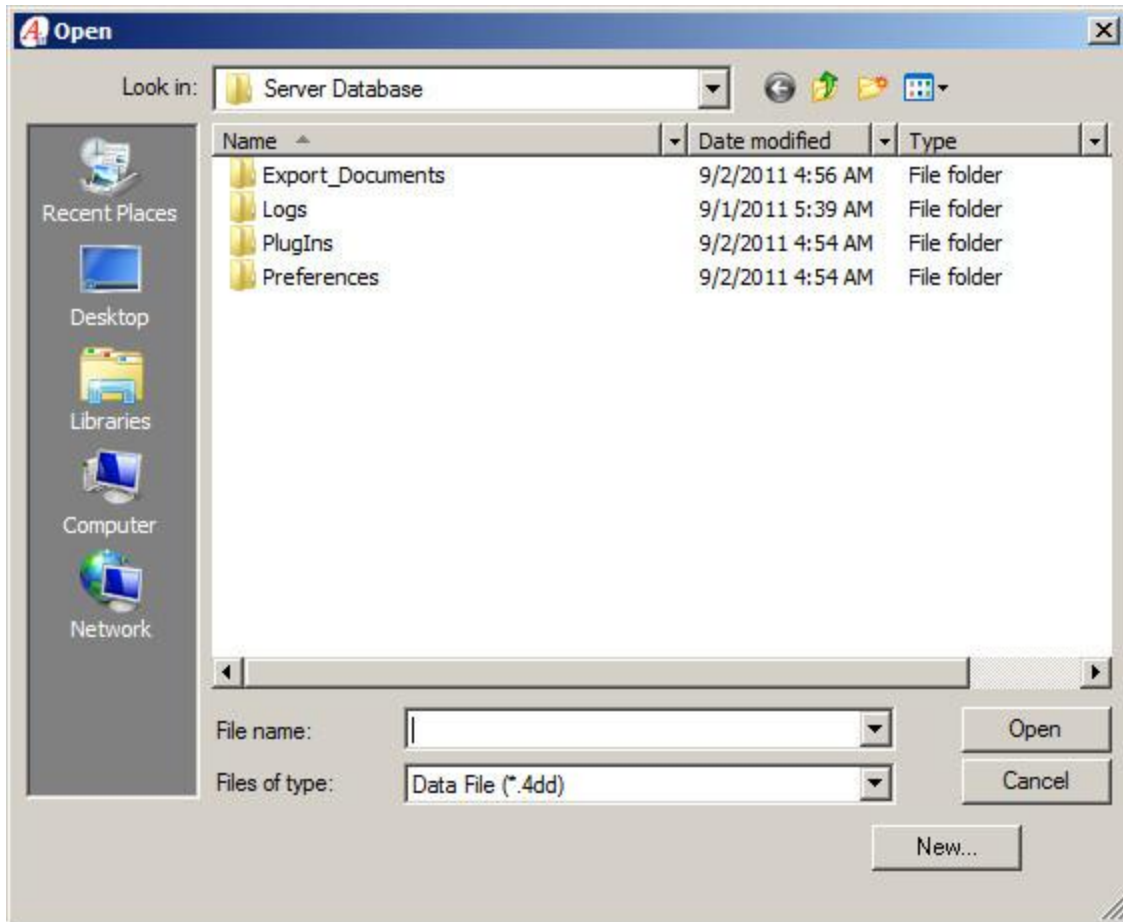 Open
Look in: Server Database
Name Date modified Type
Export_Documents 9/2/2011 4:56 AM File folder
Logs 9/1/2011 5:39 AM File folder
PlugIns 9/2/2011 4:54 AM File folder
Preferences 9/2/2011 4:54 AM File folder
Recent Places
Desktop
Libraries
Computer
Network
File name: Open
Files of type: Data File (*.4dd) Cancel
New...